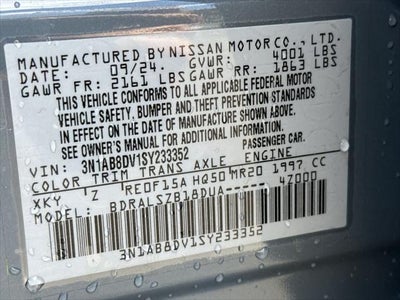 MANUFACTURED BY NISSAN MOTOR CO., LTD.
DATE: 09/24. GVWR: 4001 LBS
GAWR FR: 2161 LBS GAWR RR: 1863 LBS
THIS VEHICLE CONFORMS TO ALL APPLICABLE FEDERAL MOTOR
VEHICLE SAFETY, BUMPER AND THEFT PREVENTION STANDARDS
IN EFFECT ON THE DATE OF MANUFACTURE SHOWN ABOVE.
SEE OWNER'S MANUAL FOR ADDITIONAL INFORMATION.
VIN: 3N1AB8DV1SY233352 PASSENGER CAR.
COLOR TRIM TRANS AXLE ENGINE
XKY Z RE0F15A HQ50 MR20 1997 CC
MODEL: BDRALSZB18DUA----- 47000
3N1AB8DV1SY233352